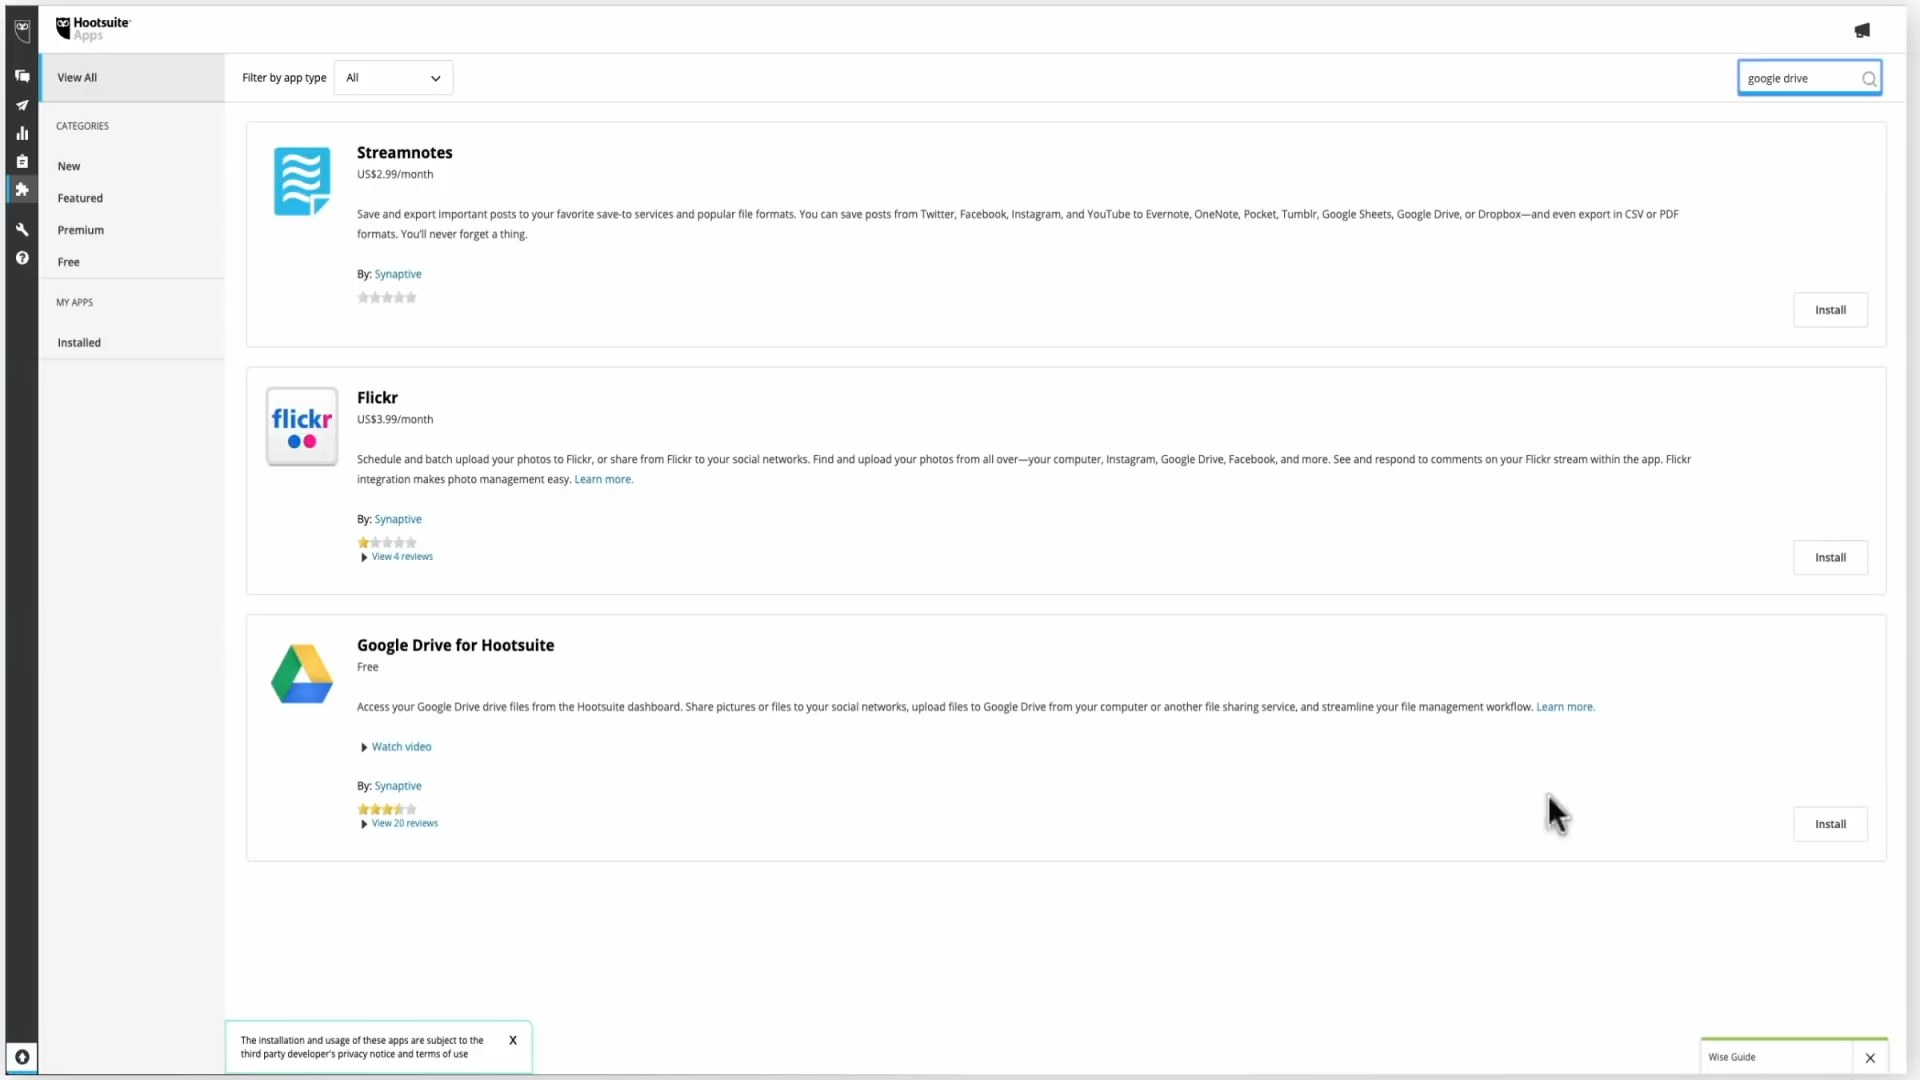 Hootsuite
Apps
View All
Filter by app type
All
google drive
CATEGORIES
New
Featured
Premium
Free
MY APPS
Installed
Streamnotes
US$2.99/month
Save and export important posts to your favorite save-to services and popular file formats. You can save posts from Twitter, Facebook, Instagram, and YouTube to Evernote, OneNote, Pocket, Tumblr, Google Sheets, Google Drive, or Dropbox—and even export in CSV or PDF
formats. You'll never forget a thing.
By: Synaptive
Install
flickr
Flickr
US$3.99/month
Schedule and batch upload your photos to Flickr, or share from Flickr to your social networks. Find and upload your photos from all over—your computer, Instagram, Google Drive, Facebook, and more. See and respond to comments on your Flickr stream within the app. Flickr
integration makes photo management easy. Learn more.
By: Synaptive
View 4 reviews
Install
Google Drive for Hootsuite
Free
Access your Google Drive drive files from the Hootsuite dashboard. Share pictures or files to your social networks, upload files to Google Drive from your computer or another file sharing service, and streamline your file management workflow. Learn more.
Watch video
By: Synaptive
View 20 reviews
Install
The installation and usage of these apps are subject to the
third party developer's privacy notice and terms of use
X
Wise Guide